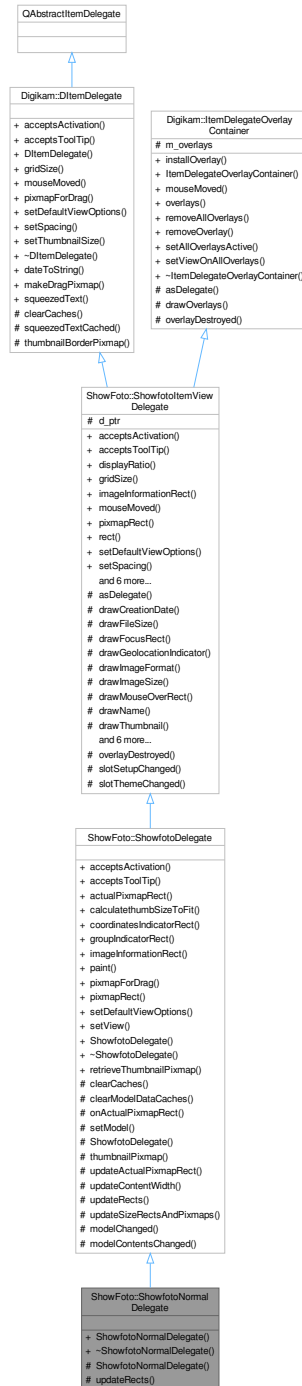 QAbstractItemDelegate
Digikam::DItemDelegate
+ acceptsActivation()
+ acceptsToolTip()
+ DItemDelegate()
+ gridSize()
+ mouseMoved()
+ pixmapForDrag()
+ setDefaultViewOptions()
+ setSpacing()
+ setThumbnailSize()
+ ~DItemDelegate()
+ dateToString()
+ makeDragPixmap()
+ squeezedText()
# clearCaches()
# squeezedTextCached()
# thumbnailBorderPixmap()
Digikam::ItemDelegateOverlay
Container
# m_overlays
+ installOverlay()
+ ItemDelegateOverlayContainer()
+ mouseMoved()
+ overlays()
+ removeAllOverlays()
+ removeOverlay()
+ setAllOverlaysActive()
+ setViewOnAllOverlays()
+ ~ItemDelegateOverlayContainer()
# asDelegate()
# drawOverlays()
# overlayDestroyed()
ShowFoto::ShowfotoItemView
Delegate
# d_ptr
+ acceptsActivation()
+ acceptsToolTip()
+ displayRatio()
+ gridSize()
+ imageInformationRect()
+ mouseMoved()
+ pixmapRect()
+ rect()
+ setDefaultViewOptions()
+ setSpacing()
and 6 more...
# asDelegate()
# drawCreationDate()
# drawFileSize()
# drawFocusRect()
# drawGeolocationIndicator()
# drawImageFormat()
# drawImageSize()
# drawMouseOverRect()
# drawName()
# drawThumbnail()
and 6 more...
# overlayDestroyed()
# slotSetupChanged()
# slotThemeChanged()
ShowFoto::ShowfotoDelegate
+ acceptsActivation()
+ acceptsToolTip()
+ actualPixmapRect()
+ calculatethumbSizeToFit()
+ coordinatesIndicatorRect()
+ groupIndicatorRect()
+ imageInformationRect()
+ paint()
+ pixmapForDrag()
+ pixmapRect()
+ setDefaultViewOptions()
+ setView()
+ ShowfotoDelegate()
+ ~ShowfotoDelegate()
+ retrieveThumbnailPixmap()
# clearCaches()
# clearModelDataCaches()
# onActualPixmapRect()
# setModel()
# ShowfotoDelegate()
# thumbnailPixmap()
# updateActualPixmapRect()
# updateContentWidth()
# updateRects()
# updateSizeRectsAndPixmaps()
# modelChanged()
# modelContentsChanged()
ShowFoto::ShowfotoNormal
Delegate
+ ShowfotoNormalDelegate()
+ ~ShowfotoNormalDelegate()
# ShowfotoNormalDelegate()
# updateRects()